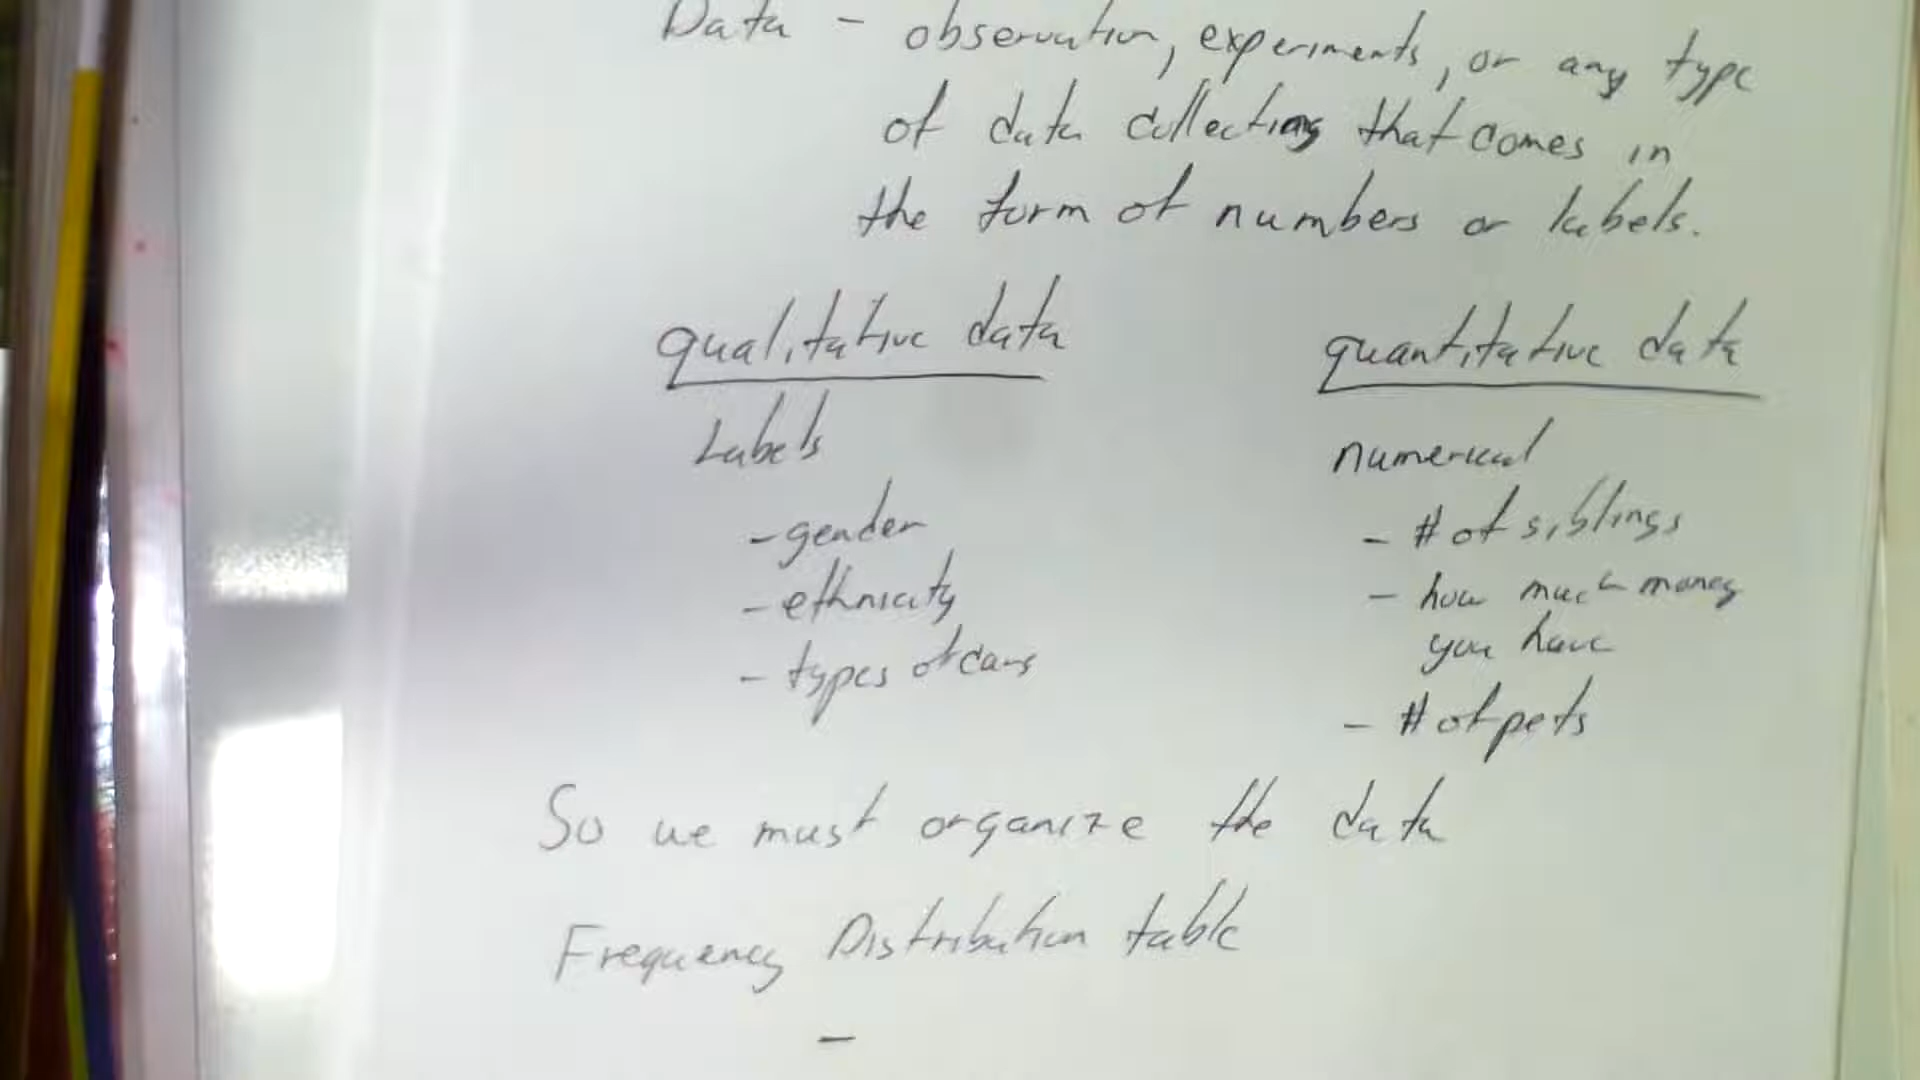 Data - observation, experiments, or any type
of data collecting that comes in
the form of numbers or labels.
qualitative data
Labels
- gender
- ethnicity
- types of cars
quantitative data
numerical
- # of siblings
- how much money
you have
- # of pets
So we must organize the data
Frequency Distribution table
-